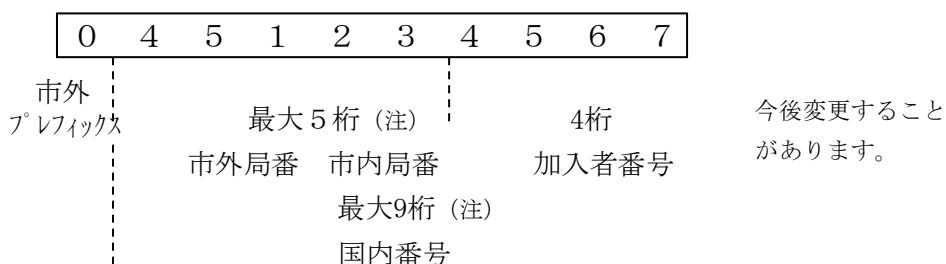 0 4 5 1 2 3 4 5 6 7
市外
プレフィックス
最大5桁（注）
4桁
市外局番 市内局番
加入者番号
最大9桁（注）
国内番号
今後変更すること
があります。